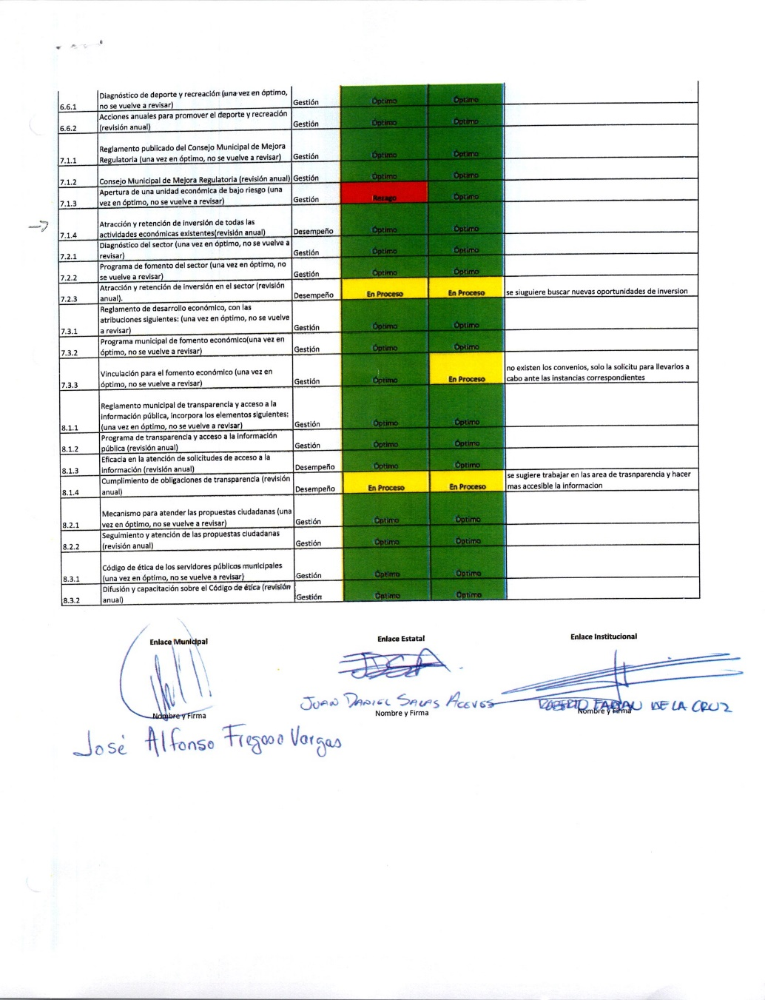 Diagnóstico de deporte y recreación (una vez en óptimo,
6.6.1 no se vuelve a revisar) Gestión Óptimo Óptimo
Acciones anuales para promover el deporte y recreación
6.6.2 (revisión anual) Gestión Óptimo Óptimo
Reglamento publicado del Consejo Municipal de Mejora
7.1.1 Regulatoria (una vez en óptimo, no se vuelve a revisar) Gestión Óptimo Óptimo
7.1.2 Consejo Municipal de Mejora Regulatoria (revisión anual) Gestión Óptimo Óptimo
Apertura de una unidad económica de bajo riesgo (una
7.1.3 vez en óptimo, no se vuelve a revisar) Gestión Rezago Óptimo
Atracción y retención de inversión de todas las
7.1.4 actividades económicas existentes(revisión anual) Desempeño Óptimo Óptimo
Diagnóstico del sector (una vez en óptimo, no se vuelve a
7.2.1 revisar) Gestión Óptimo Óptimo
Programa de fomento del sector (una vez en óptimo, no
7.2.2 se vuelve a revisar) Gestión Óptimo Óptimo
Atracción y retención de inversión en el sector (revisión
7.2.3 anual). Desempeño En Proceso En Proceso se siuguiere buscar nuevas oportunidades de inversion
Reglamento de desarrollo económico, con las
atribuciones siguientes: (una vez en óptimo, no se vuelve
7.3.1 a revisar) Gestión Óptimo Óptimo
Programa municipal de fomento económico(una vez en
7.3.2 óptimo, no se vuelve a revisar) Gestión Óptimo Óptimo
Vinculación para el fomento económico (una vez en no existen los convenios, solo la solicitu para llevarlos a
7.3.3 óptimo, no se vuelve a revisar) Gestión Óptimo En Proceso cabo ante las instancias correspondientes
Reglamento municipal de transparencia y acceso a la
información pública, incorpora los elementos siguientes:
8.1.1 (una vez en óptimo, no se vuelve a revisar) Gestión Óptimo Óptimo
Programa de transparencia y acceso a la información
8.1.2 pública (revisión anual) Gestión Óptimo Óptimo
Eficacia en la atención de solicitudes de acceso a la
8.1.3 información (revisión anual) Desempeño Óptimo Óptimo
Cumplimiento de obligaciones de transparencia (revisión se sugiere trabajar en las area de trasnparencia y hacer
8.1.4 anual) Desempeño En Proceso En Proceso mas accesible la informacion
Mecanismo para atender las propuestas ciudadanas (una
8.2.1 vez en óptimo, no se vuelve a revisar) Gestión Óptimo Óptimo
Seguimiento y atención de las propuestas ciudadanas
8.2.2 (revisión anual) Gestión Óptimo Óptimo
Código de ética de los servidores públicos municipales
8.3.1 (una vez en óptimo, no se vuelve a revisar) Gestión Óptimo Óptimo
Difusión y capacitación sobre el Código de ética (revisión
8.3.2 anual) Gestión Óptimo Óptimo
Enlace Municipal Enlace Estatal Enlace Institucional
JUAN DANIEL SALAS ACEVES ROBERTO FABIAN DE LA CRUZ
Nombre y Firma Nombre y Firma Nombre y Firma
José Alfonso Fregoso Vargas